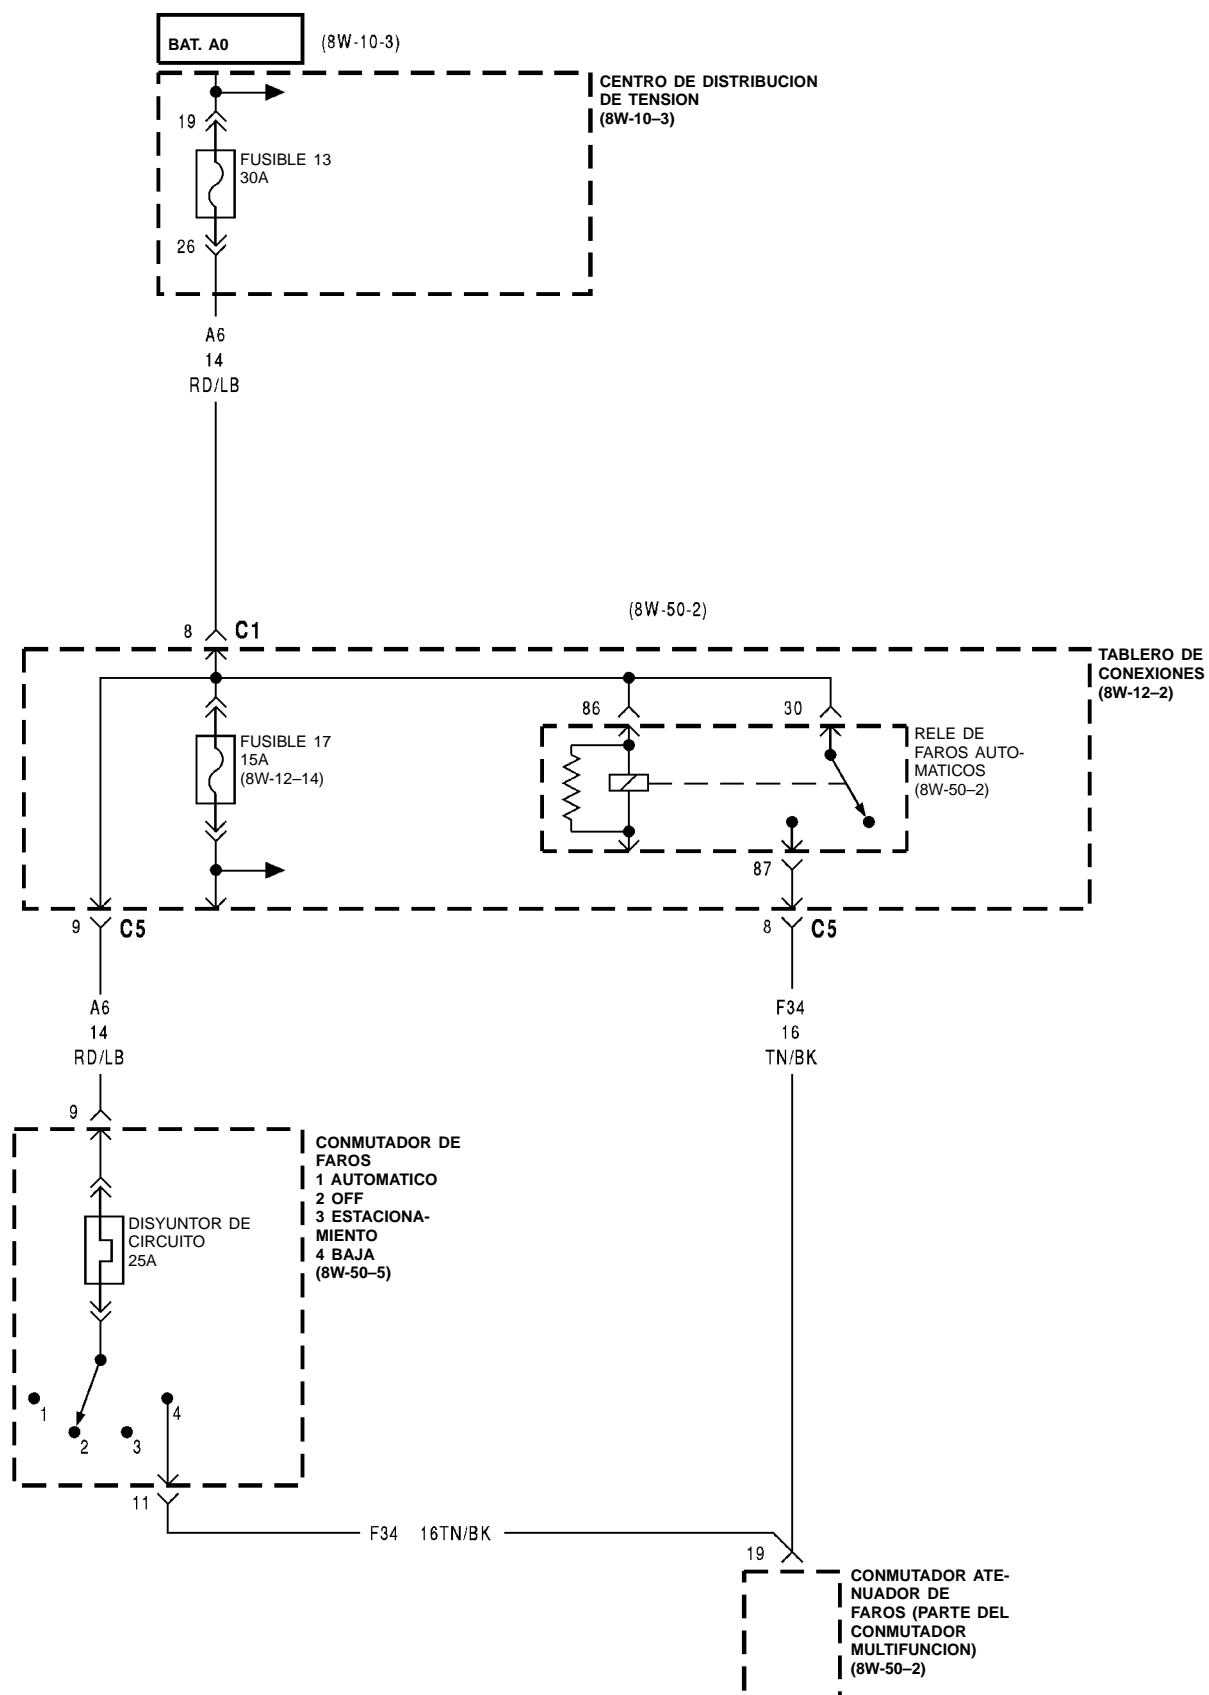 BAT. A0
(8W-10-3)
CENTRO DE DISTRIBUCION
DE TENSION
(8W-10–3)
19
FUSIBLE 13
30A
26
A6
14
RD/LB
(8W-50-2)
8
C1
TABLERO DE
CONEXIONES
(8W-12–2)
86
30
FUSIBLE 17
15A
(8W-12–14)
RELE DE
FAROS AUTO-
MATICOS
(8W-50–2)
87
9
C5
8
C5
A6
14
RD/LB
F34
16
TN/BK
9
CONMUTADOR DE
FAROS
1 AUTOMATICO
2 OFF
3 ESTACIONA-
MIENTO
4 BAJA
(8W-50–5)
DISYUNTOR DE
CIRCUITO
25A
1
2
3
4
11
F34 16TN/BK
19
CONMUTADOR ATE-
NUADOR DE
FAROS (PARTE DEL
CONMUTADOR
MULTIFUNCION)
(8W-50–2)